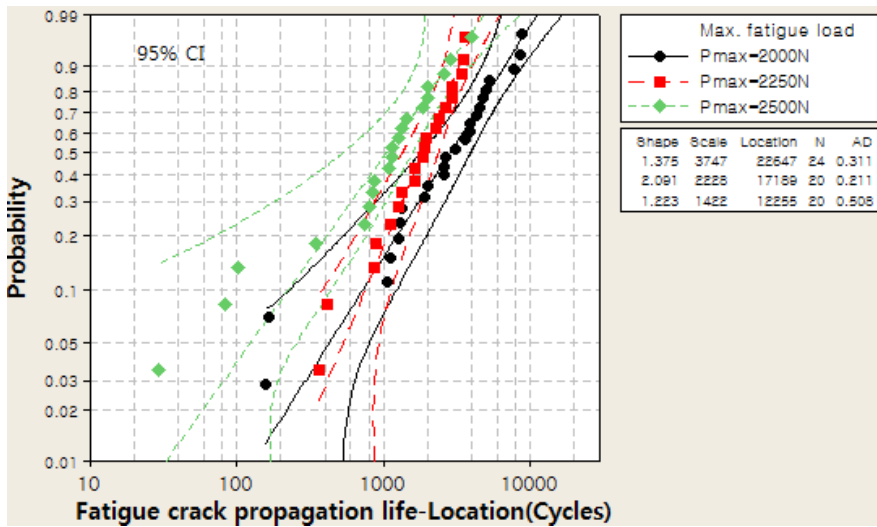 0.99
0.9
0.8
0.7
0.6
0.5
0.4
0.3
0.2
0.1
0.05
0.03
0.02
0.01
Probability
95% CI
10 100 1000 10000
Fatigue crack propagation life-Location(Cycles)
Max. fatigue load
Pmax-2000N
Pmax-2250N
Pmax-2500N
Shape Scale Location N AD
1.375 3747 22647 24 0.311
2.091 2228 17189 20 0.211
1.223 1422 12255 20 0.508